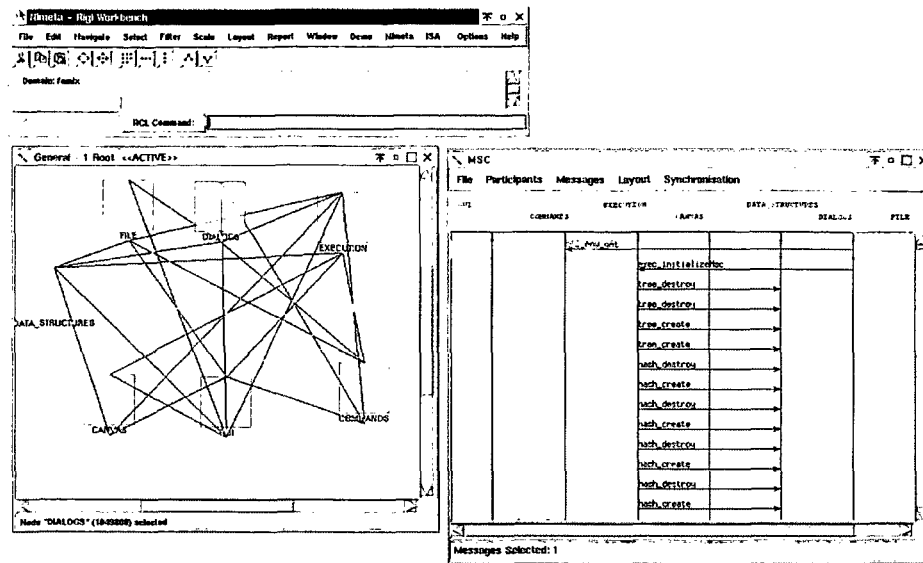 Nimeta - Rigi Workbench
File Edit Navigate Select Filter Scale Layout Report Window Demo Nimeta ISA Options Help
Domain: famix
RCL Command:
General - 1 Root <<ACTIVE>>
FILE DIALOGS
EXECUTION
DATA_STRUCTURES
CANVAS GUI COMMANDS
Node "DIALOGS" (1049808) selected
MSC
File Participants Messages Layout Synchronisation
GUI EXECUTION DATA_STRUCTURES
COMMANDS CANVAS DIALOGS FILE
exec_initializeMsc
tree_destroy
tree_destroy
tree_create
tree_create
hash_destroy
hash_create
hash_destroy
hash_create
hash_destroy
hash_create
hash_destroy
hash_create
Messages Selected: 1